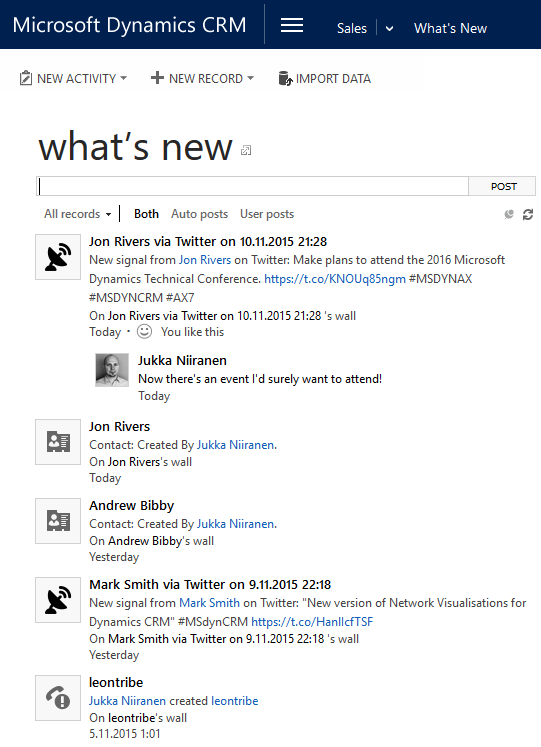 Microsoft Dynamics CRM Sales What's New
NEW ACTIVITY NEW RECORD IMPORT DATA
what's new
POST
All records Both Auto posts User posts
Jon Rivers via Twitter on 10.11.2015 21:28
New signal from Jon Rivers on Twitter: Make plans to attend the 2016 Microsoft
Dynamics Technical Conference. https://t.co/KNOUq85ngm #MSDYNAX
#MSDYNCRM #AX7
On Jon Rivers via Twitter on 10.11.2015 21:28 's wall
Today · You like this
Jukka Niiranen
Now there's an event I'd surely want to attend!
Today
Jon Rivers
Contact: Created By Jukka Niiranen.
On Jon Rivers's wall
Today
Andrew Bibby
Contact: Created By Jukka Niiranen.
On Andrew Bibby's wall
Yesterday
Mark Smith via Twitter on 9.11.2015 22:18
New signal from Mark Smith on Twitter: "New version of Network Visualisations for
Dynamics CRM" #MSdynCRM https://t.co/HanlIcfTSF
On Mark Smith via Twitter on 9.11.2015 22:18 's wall
Yesterday
leontribe
Jukka Niiranen created leontribe
On leontribe's wall
5.11.2015 1:01